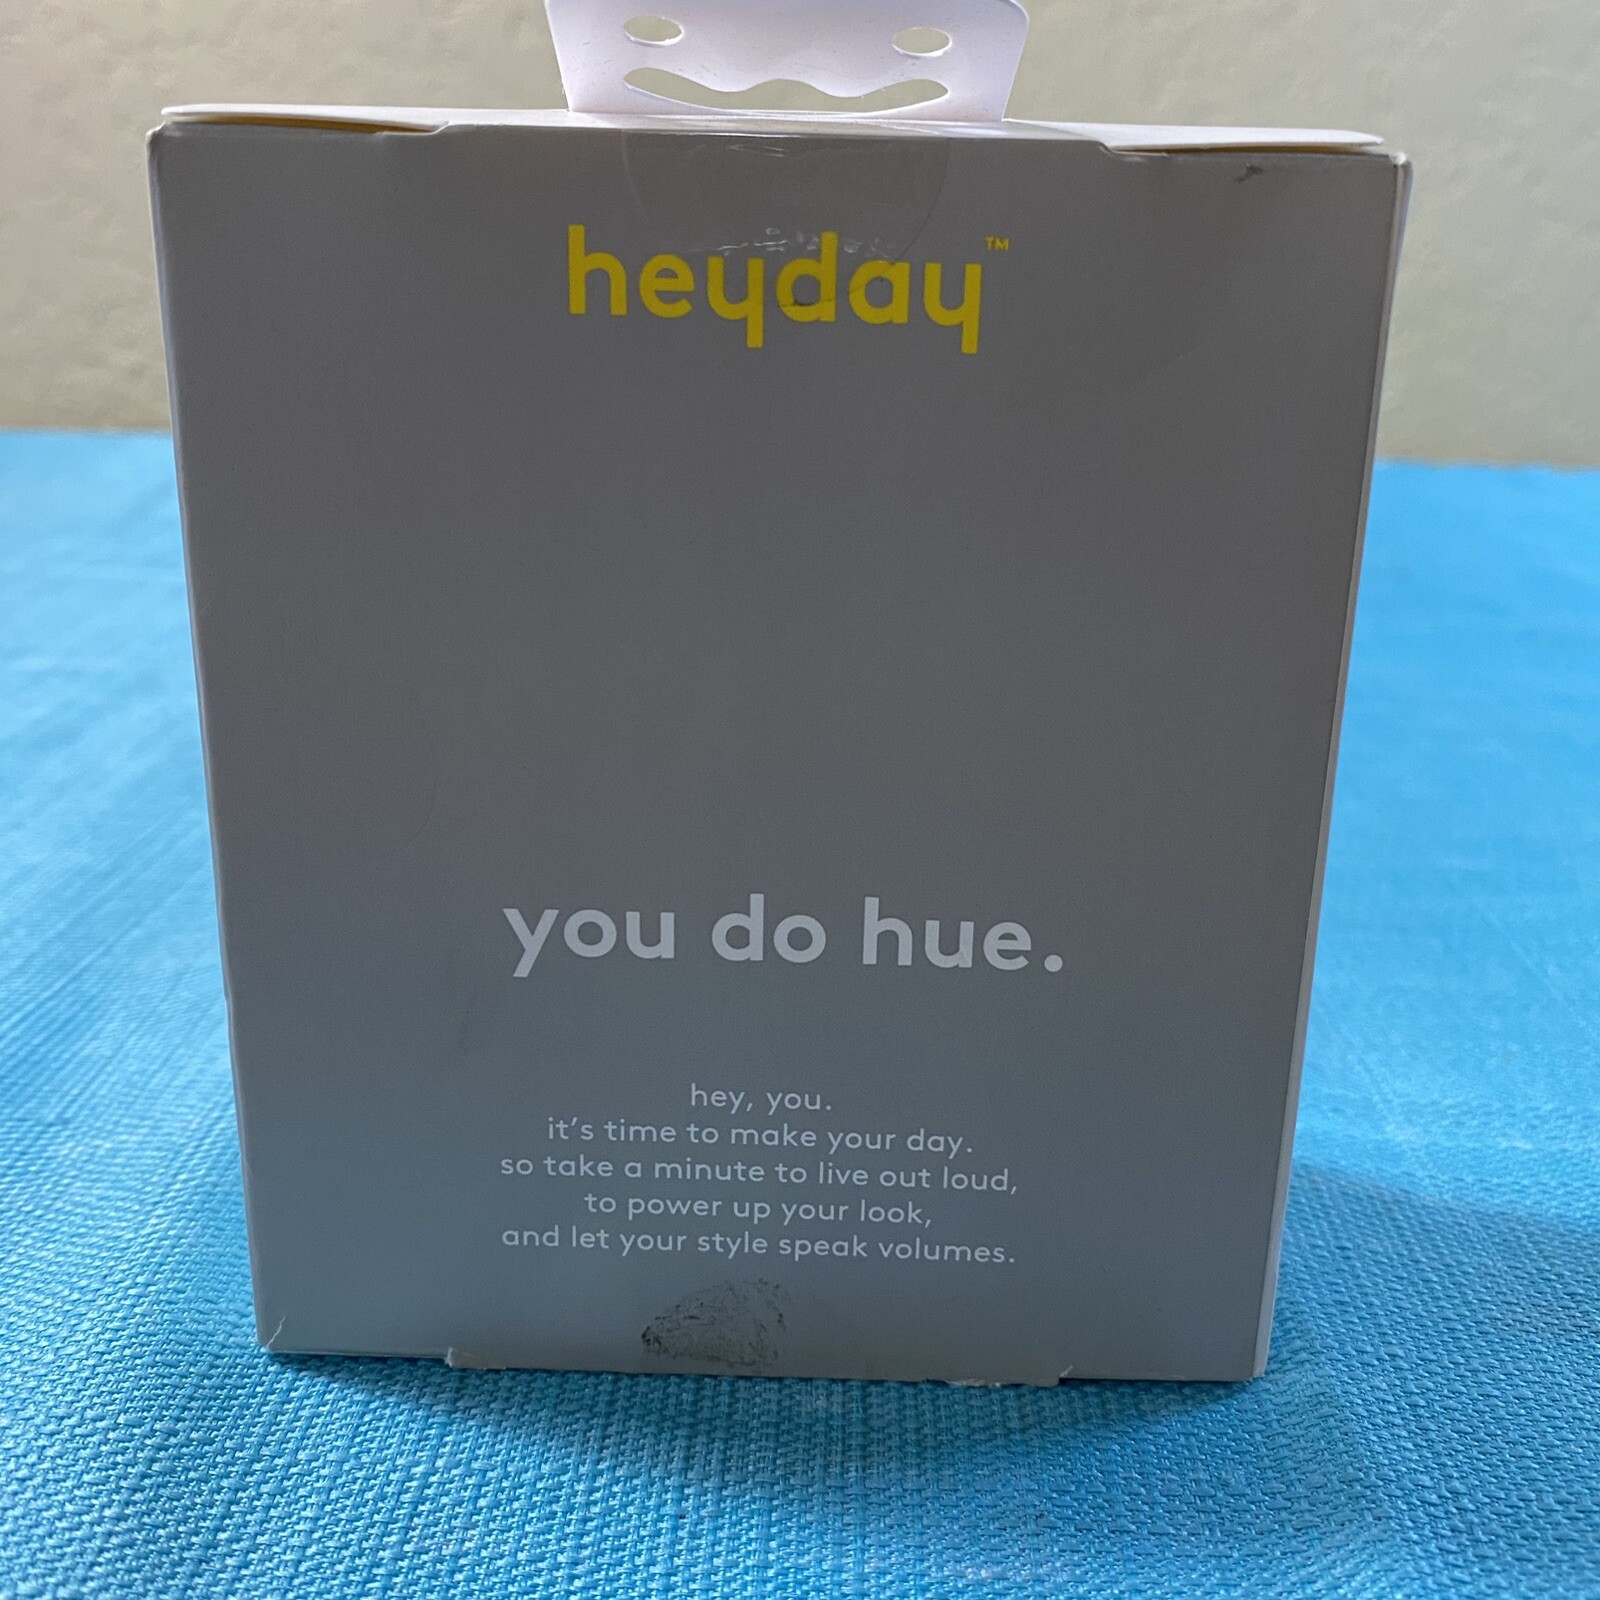 heyday™
you do hue.
hey, you.
it's time to make your day.
so take a minute to live out loud,
to power up your look,
and let your style speak volumes.